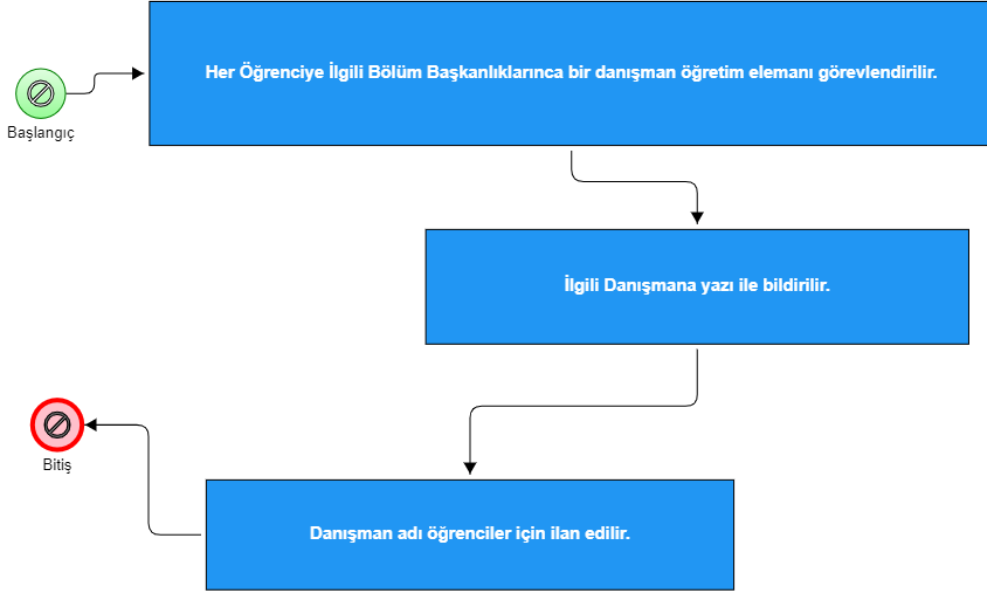 Her Öğrenciye İlgili Bölüm Başkanlıklarınca bir danışman öğretim elemanı görevlendirilir.
Başlangıç
İlgili Danışmana yazı ile bildirilir.
Bitiş
Danışman adı öğrenciler için ilan edilir.